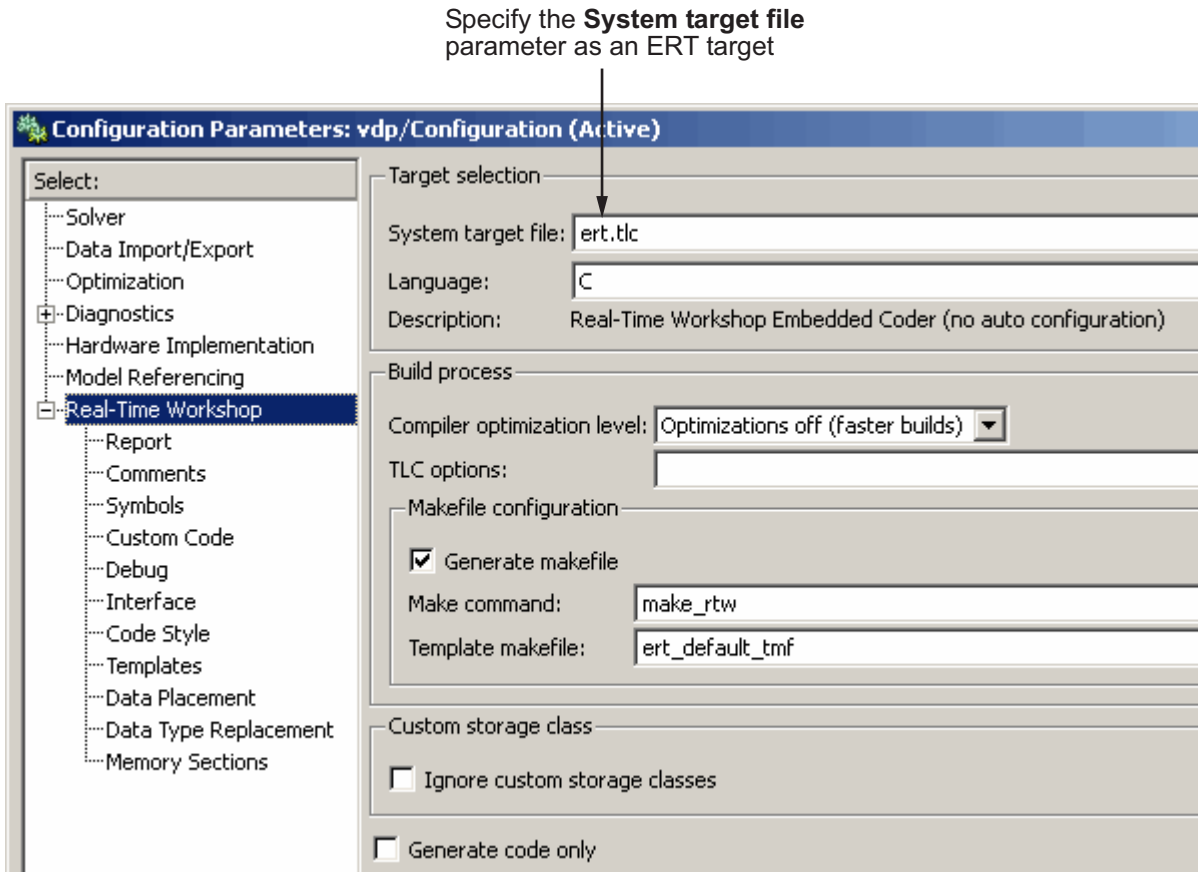 Specify the System target file
parameter as an ERT target
Configuration Parameters: vdp/Configuration (Active)
Select:
Solver
Data Import/Export
Optimization
Diagnostics
Hardware Implementation
Model Referencing
Real-Time Workshop
Report
Comments
Symbols
Custom Code
Debug
Interface
Code Style
Templates
Data Placement
Data Type Replacement
Memory Sections
Target selection
System target file: ert.tlc
Language: C
Description: Real-Time Workshop Embedded Coder (no auto configuration)
Build process
Compiler optimization level: Optimizations off (faster builds)
TLC options:
Makefile configuration
Generate makefile
Make command: make_rtw
Template makefile: ert_default_tmf
Custom storage class
Ignore custom storage classes
Generate code only